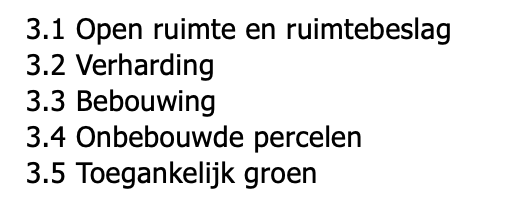 3.1 Open ruimte en ruimtebeslag
3.2 Verharding
3.3 Bebouwing
3.4 Onbebouwde percelen
3.5 Toegankelijk groen